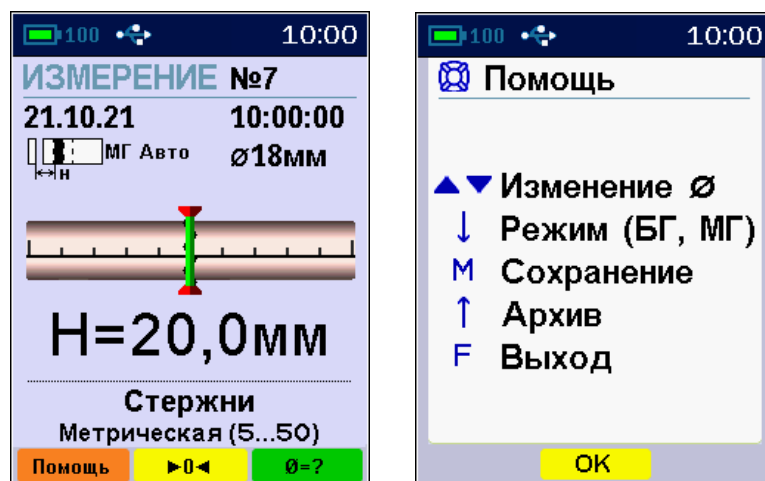 100 10:00
ИЗМЕРЕНИЕ №7
21.10.21 10:00:00
МГ Авто ø18мм
H
H=20,0мм
Стержни
Метрическая (5...50)
Помощь ►0◄ Ø=?
100 10:00
Помощь
▲▼ Изменение Ø
↓ Режим (БГ, МГ)
M Сохранение
↑ Архив
F Выход
OK